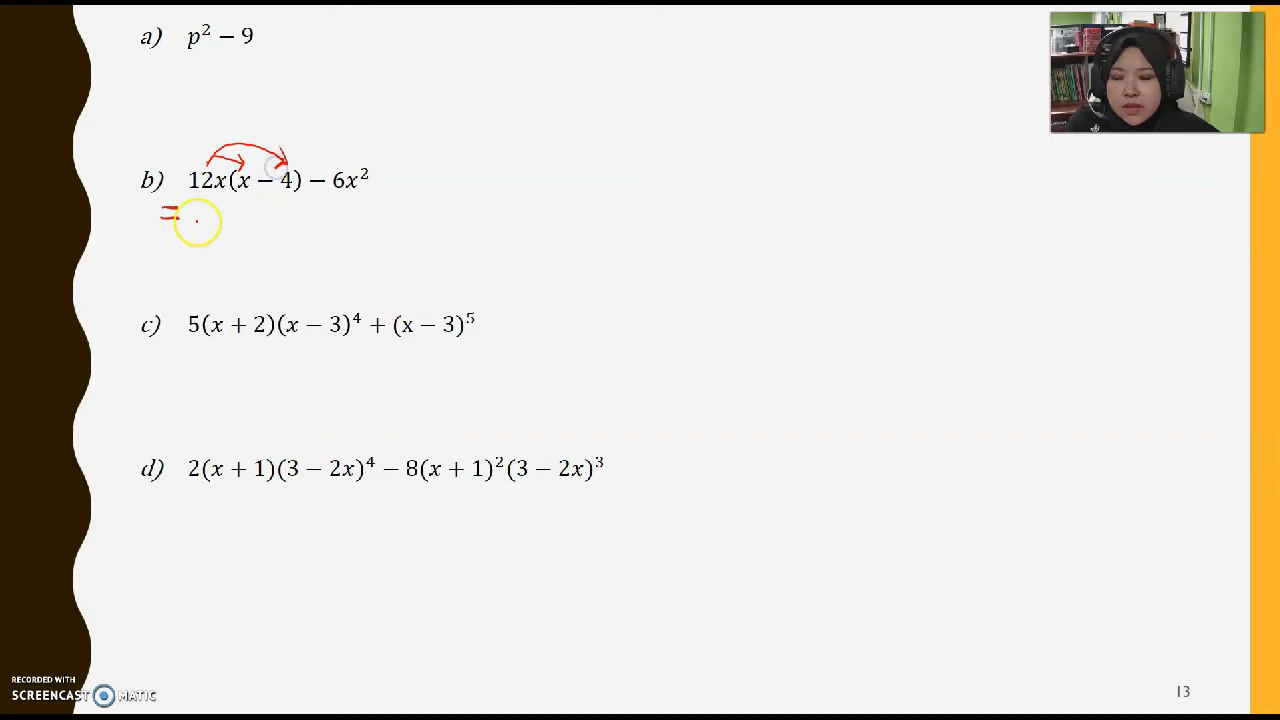 a) p² − 9
b) 12x(x − 4) − 6x²
=
c) 5(x + 2)(x − 3)⁴ + (x − 3)⁵
d) 2(x + 1)(3 − 2x)⁴ − 8(x + 1)²(3 − 2x)³
RECORDED WITH
SCREENCAST MATIC
13